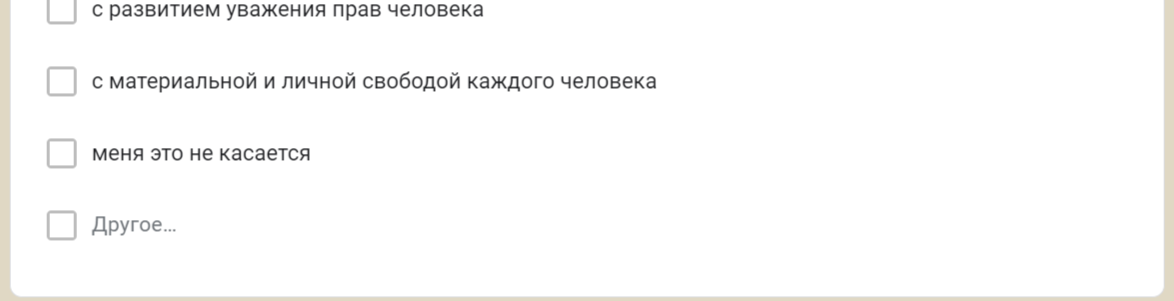 с развитием уважения прав человека
с материальной и личной свободой каждого человека
меня это не касается
Другое...